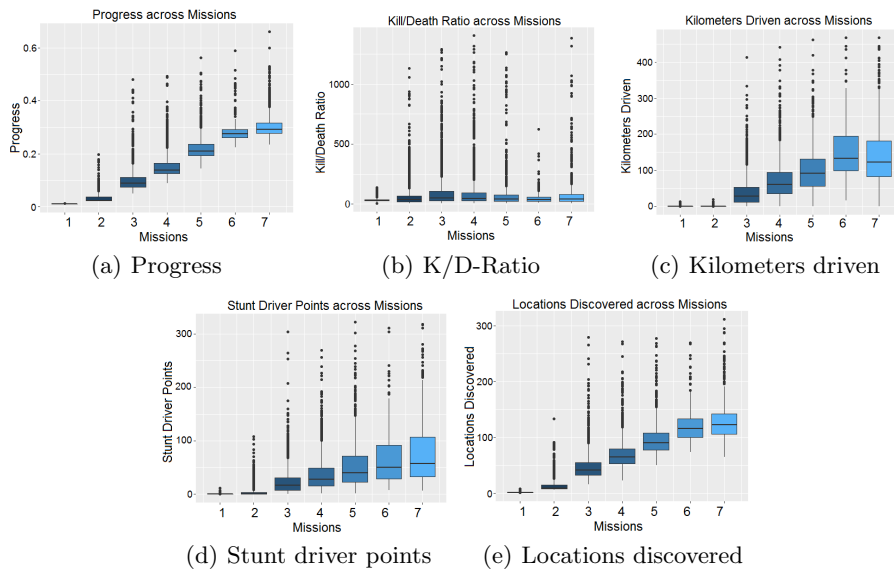 Progress across Missions
Progress
0.6
0.4
0.2
0
1 2 3 4 5 6 7
Missions
(a) Progress
Kill/Death Ratio across Missions
Kill/Death Ratio
1000
500
0
1 2 3 4 5 6 7
Missions
(b) K/D-Ratio
Kilometers Driven across Missions
Kilometers Driven
400
300
200
100
0
1 2 3 4 5 6 7
Missions
(c) Kilometers driven
Stunt Driver Points across Missions
Stunt Driver Points
300
200
100
0
1 2 3 4 5 6 7
Missions
(d) Stunt driver points
Locations Discovered across Missions
Locations Discovered
300
200
100
0
1 2 3 4 5 6 7
Missions
(e) Locations discovered